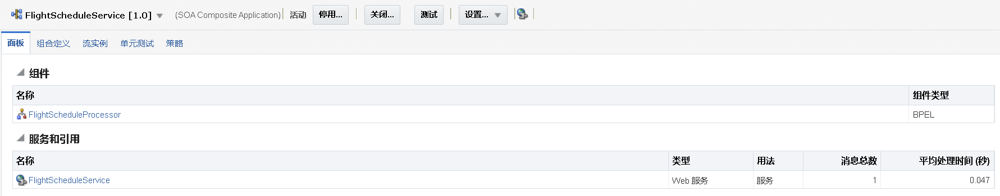 FlightScheduleService [1.0] (SOA Composite Application) 活动 停用... 关闭... 测试 设置...
面板 组合定义 流实例 单元测试 策略
组件
名称 组件类型
FlightScheduleProcessor BPEL
服务和引用
名称 类型 用法 消息总数 平均处理时间 (秒)
FlightScheduleService Web 服务 服务 1 0.047